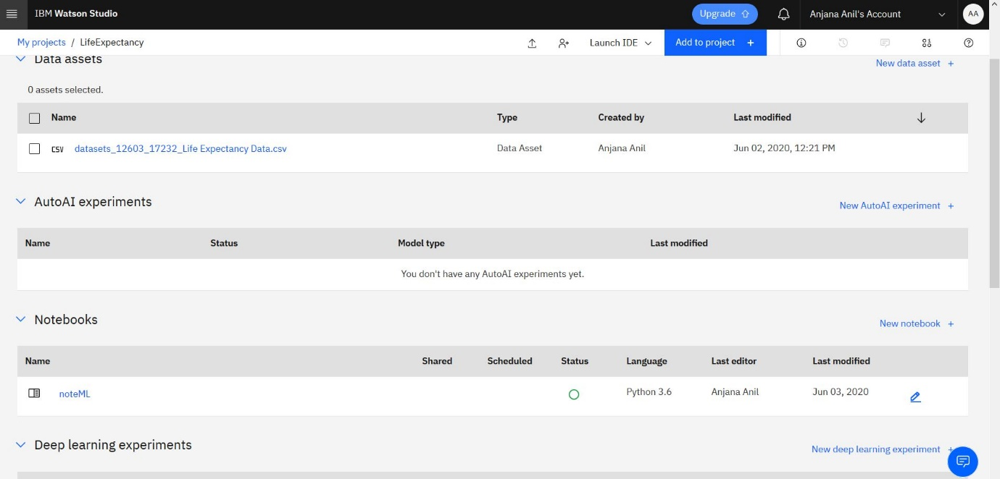 IBM Watson Studio
Upgrade
Anjana Anil's Account
AA
My projects / LifeExpectancy
Launch IDE
Add to project +
Data assets
New data asset +
0 assets selected.
Name Type Created by Last modified
CSV datasets_12603_17232_Life Expectancy Data.csv Data Asset Anjana Anil Jun 02, 2020, 12:21 PM
AutoAI experiments
New AutoAI experiment +
Name Status Model type Last modified
You don't have any AutoAI experiments yet.
Notebooks
New notebook +
Name Shared Scheduled Status Language Last editor Last modified
noteML Python 3.6 Anjana Anil Jun 03, 2020
Deep learning experiments
New deep learning experiment +